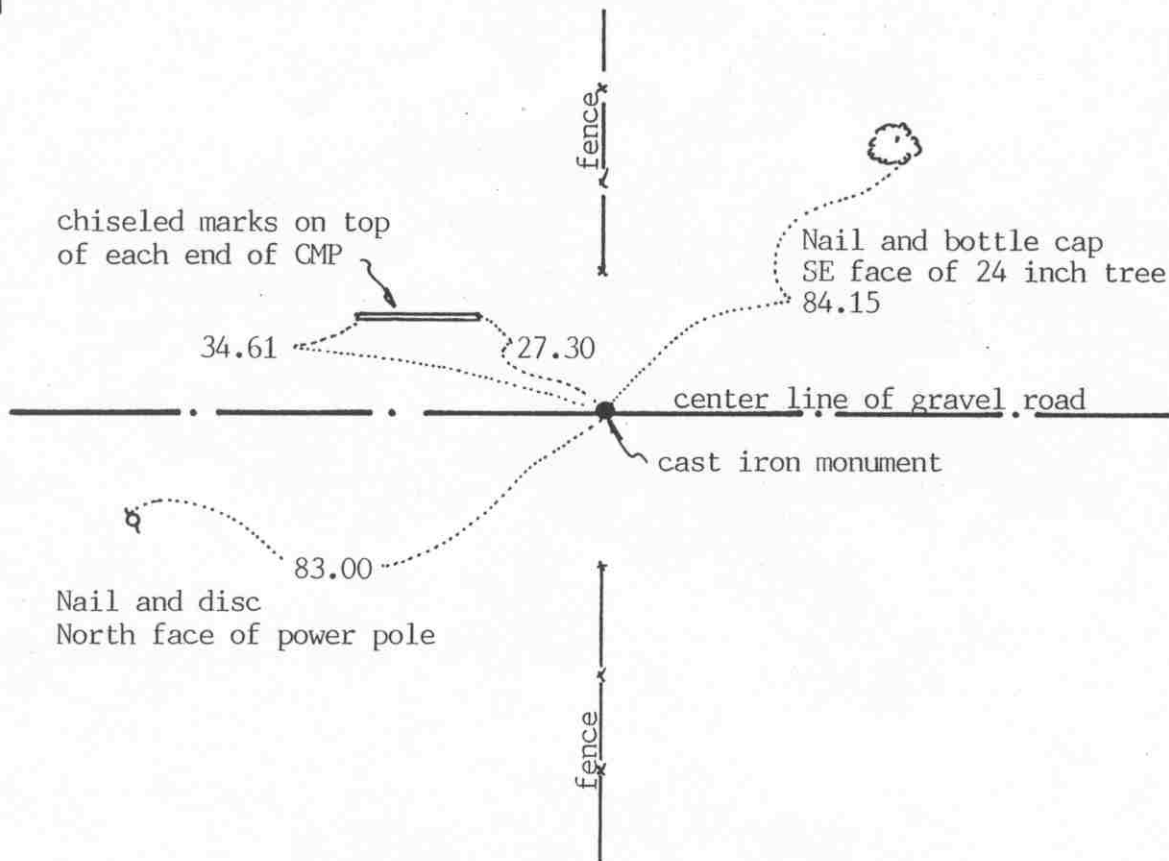 fence
chiseled marks on top
of each end of CMP
Nail and bottle cap
SE face of 24 inch tree
84.15
34.61
27.30
center line of gravel road
cast iron monument
83.00
Nail and disc
North face of power pole
fence